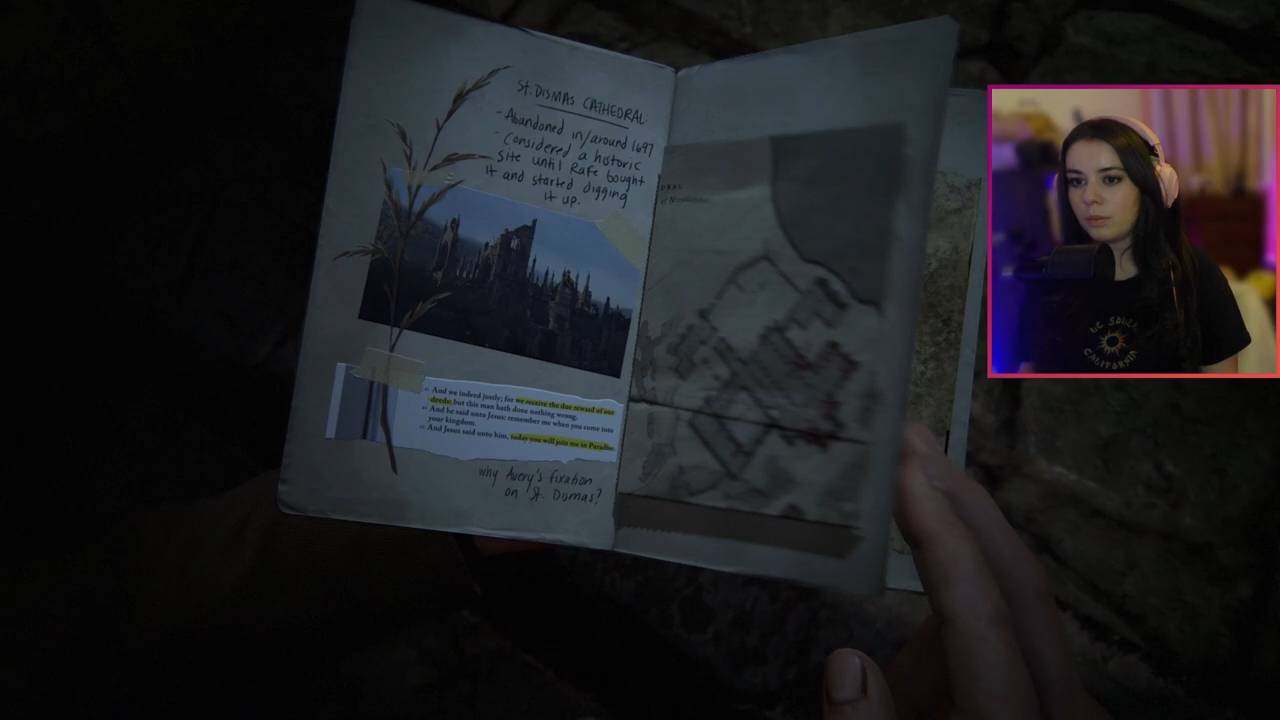 St. DISMAS CATHEDRAL:
- Abandoned in/around 1697
- Considered a historic
site until Rafe bought
it and started digging
it up.
And we indeed justly; for we receive the due reward of our
deeds; but this man hath done nothing wrong.
And he said unto Jesus: remember me when you come into
your kingdom.
And Jesus said unto him, today you will join me in Paradise.
why Avery's fixation
on St. Dismas?
CALIFORNIA